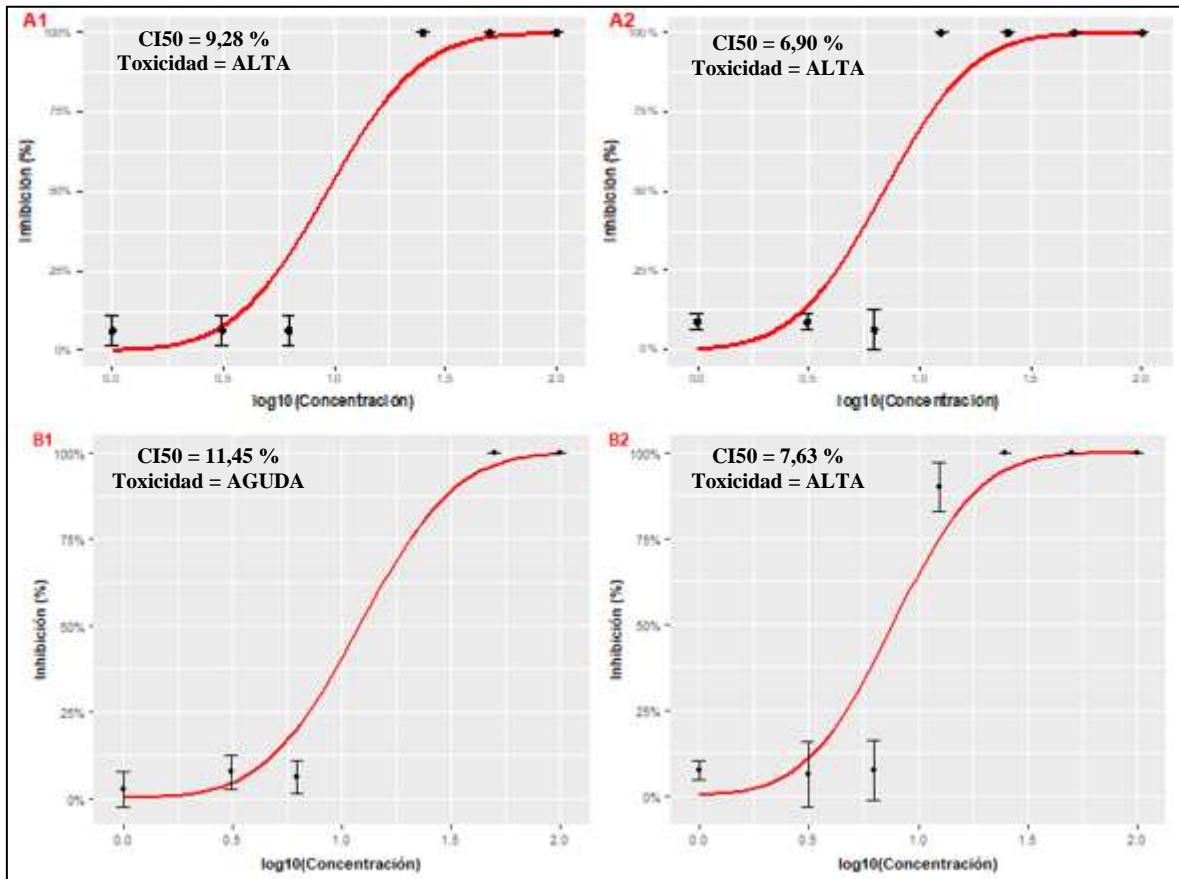 A1
CI50 = 9,28 %
Toxicidad = ALTA
100%
75%
50%
25%
0%
Inhibición (%)
0.0 0.5 1.0 1.5 2.0
log10(Concentración)
A2
CI50 = 6,90 %
Toxicidad = ALTA
100%
75%
50%
25%
0%
Inhibición (%)
0.0 0.5 1.0 1.5 2.0
log10(Concentración)
B1
CI50 = 11,45 %
Toxicidad = AGUDA
100%
75%
50%
25%
0%
Inhibición (%)
0.0 0.5 1.0 1.5 2.0
log10(Concentración)
B2
CI50 = 7,63 %
Toxicidad = ALTA
100%
75%
50%
25%
0%
Inhibición (%)
0.0 0.5 1.0 1.5 2.0
log10(Concentración)